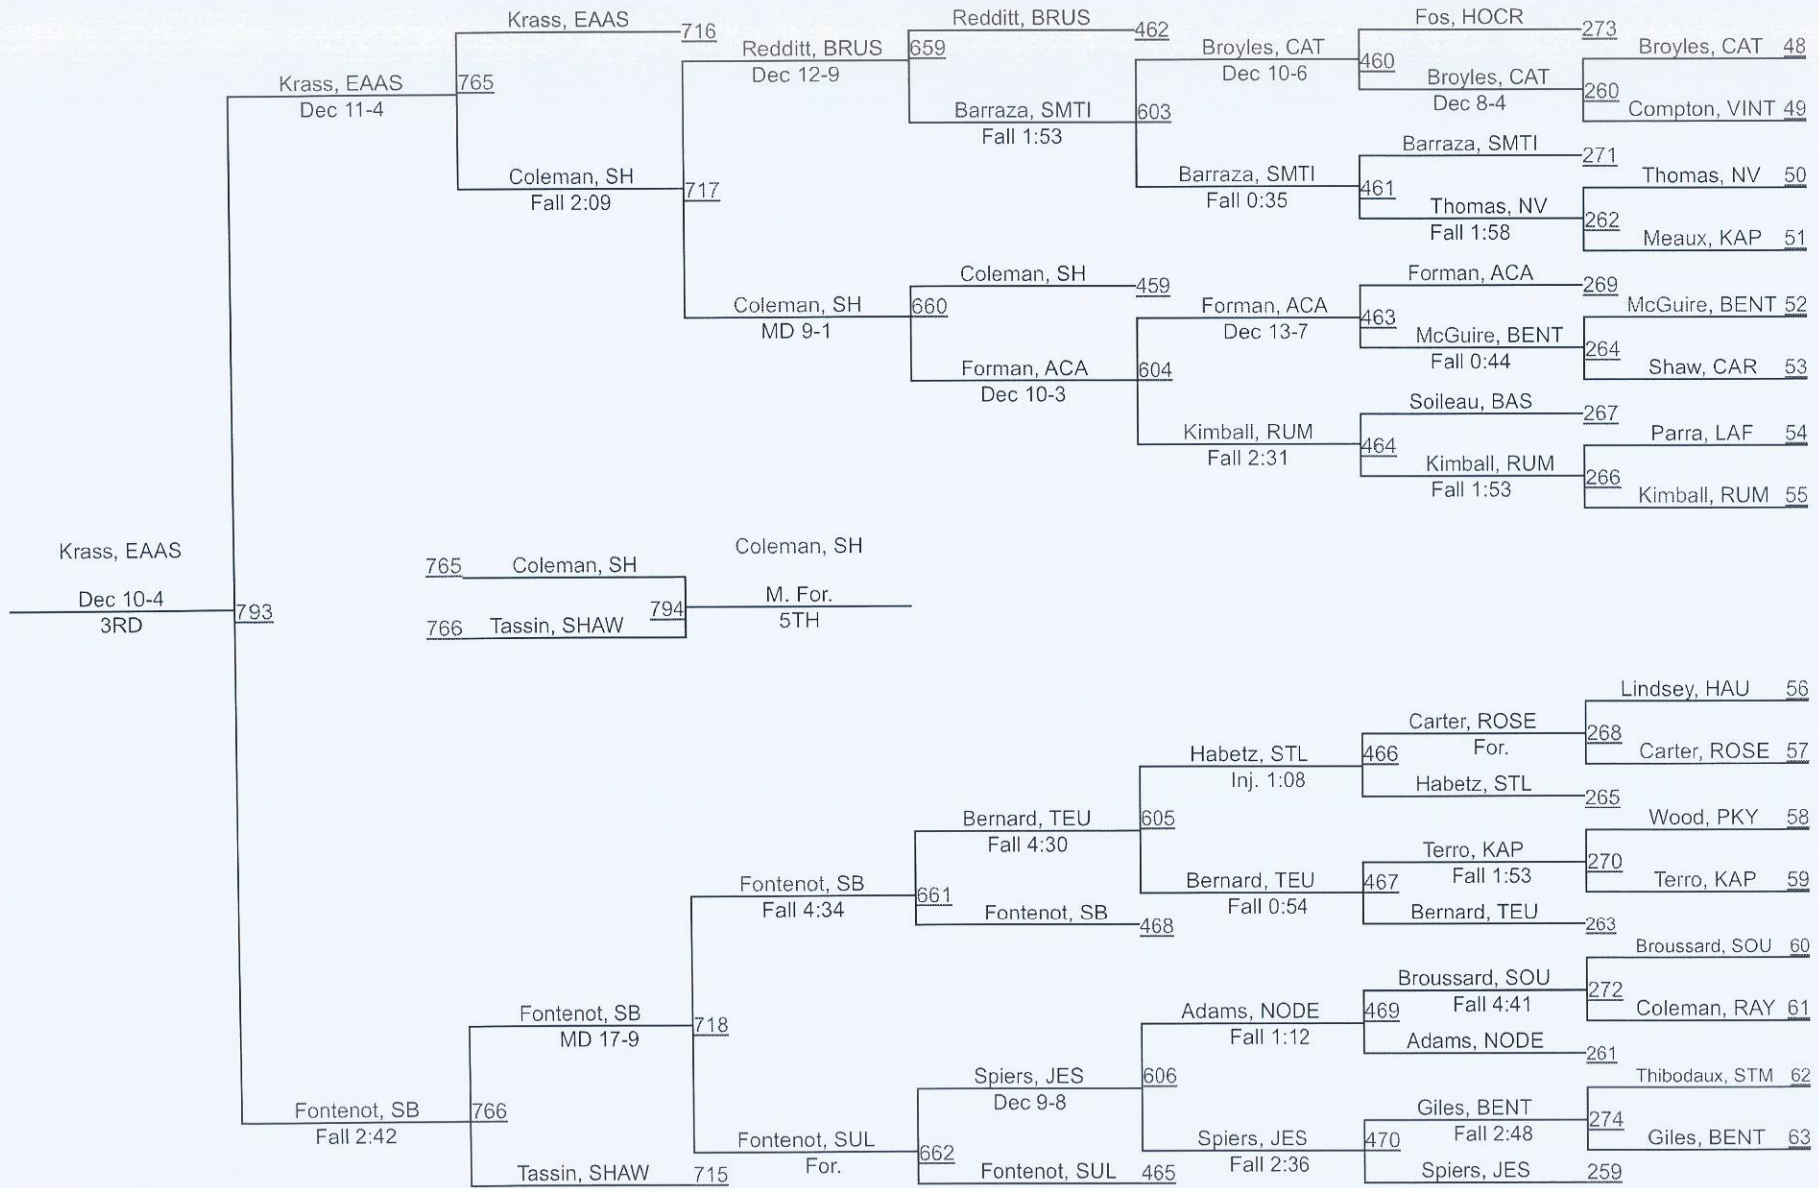 Krass, EAAS
716
Krass, EAAS
Dec 11-4
765
Coleman, SH
Fall 2:09
717
Redditt, BRUS
Dec 12-9
659
Redditt, BRUS
462
Barraza, SMTI
Fall 1:53
603
Broyles, CAT
Dec 10-6
460
Fos, HOCR
273
Broyles, CAT
Dec 8-4
260
Broyles, CAT 48
Compton, VINT 49
Barraza, SMTI
Fall 0:35
461
Barraza, SMTI
271
Thomas, NV
Fall 1:58
262
Thomas, NV 50
Meaux, KAP 51
Coleman, SH
MD 9-1
660
Coleman, SH
459
Forman, ACA
Dec 10-3
604
Forman, ACA
Dec 13-7
463
Forman, ACA
269
McGuire, BENT
Fall 0:44
264
McGuire, BENT 52
Shaw, CAR 53
Kimball, RUM
Fall 2:31
464
Soileau, BAS
267
Kimball, RUM
Fall 1:53
266
Parra, LAF 54
Kimball, RUM 55
Krass, EAAS
Dec 10-4
3RD
793
765 Coleman, SH
766 Tassin, SHAW
794
Coleman, SH
M. For.
5TH
Fontenot, SB
Fall 2:42
766
Fontenot, SB
MD 17-9
718
Tassin, SHAW
715
Fontenot, SB
Fall 4:34
661
Bernard, TEU
Fall 4:30
605
Fontenot, SB
468
Habetz, STL
Inj. 1:08
466
Carter, ROSE
For.
268
Lindsey, HAU 56
Carter, ROSE 57
Habetz, STL
265
Bernard, TEU
Fall 0:54
467
Terro, KAP
Fall 1:53
270
Wood, PKY 58
Terro, KAP 59
Bernard, TEU
263
Fontenot, SUL
For.
662
Spiers, JES
Dec 9-8
606
Fontenot, SUL
465
Adams, NODE
Fall 1:12
469
Broussard, SOU
Fall 4:41
272
Broussard, SOU 60
Coleman, RAY 61
Adams, NODE
261
Spiers, JES
Fall 2:36
470
Giles, BENT
Fall 2:48
274
Thibodaux, STM 62
Giles, BENT 63
Spiers, JES
259